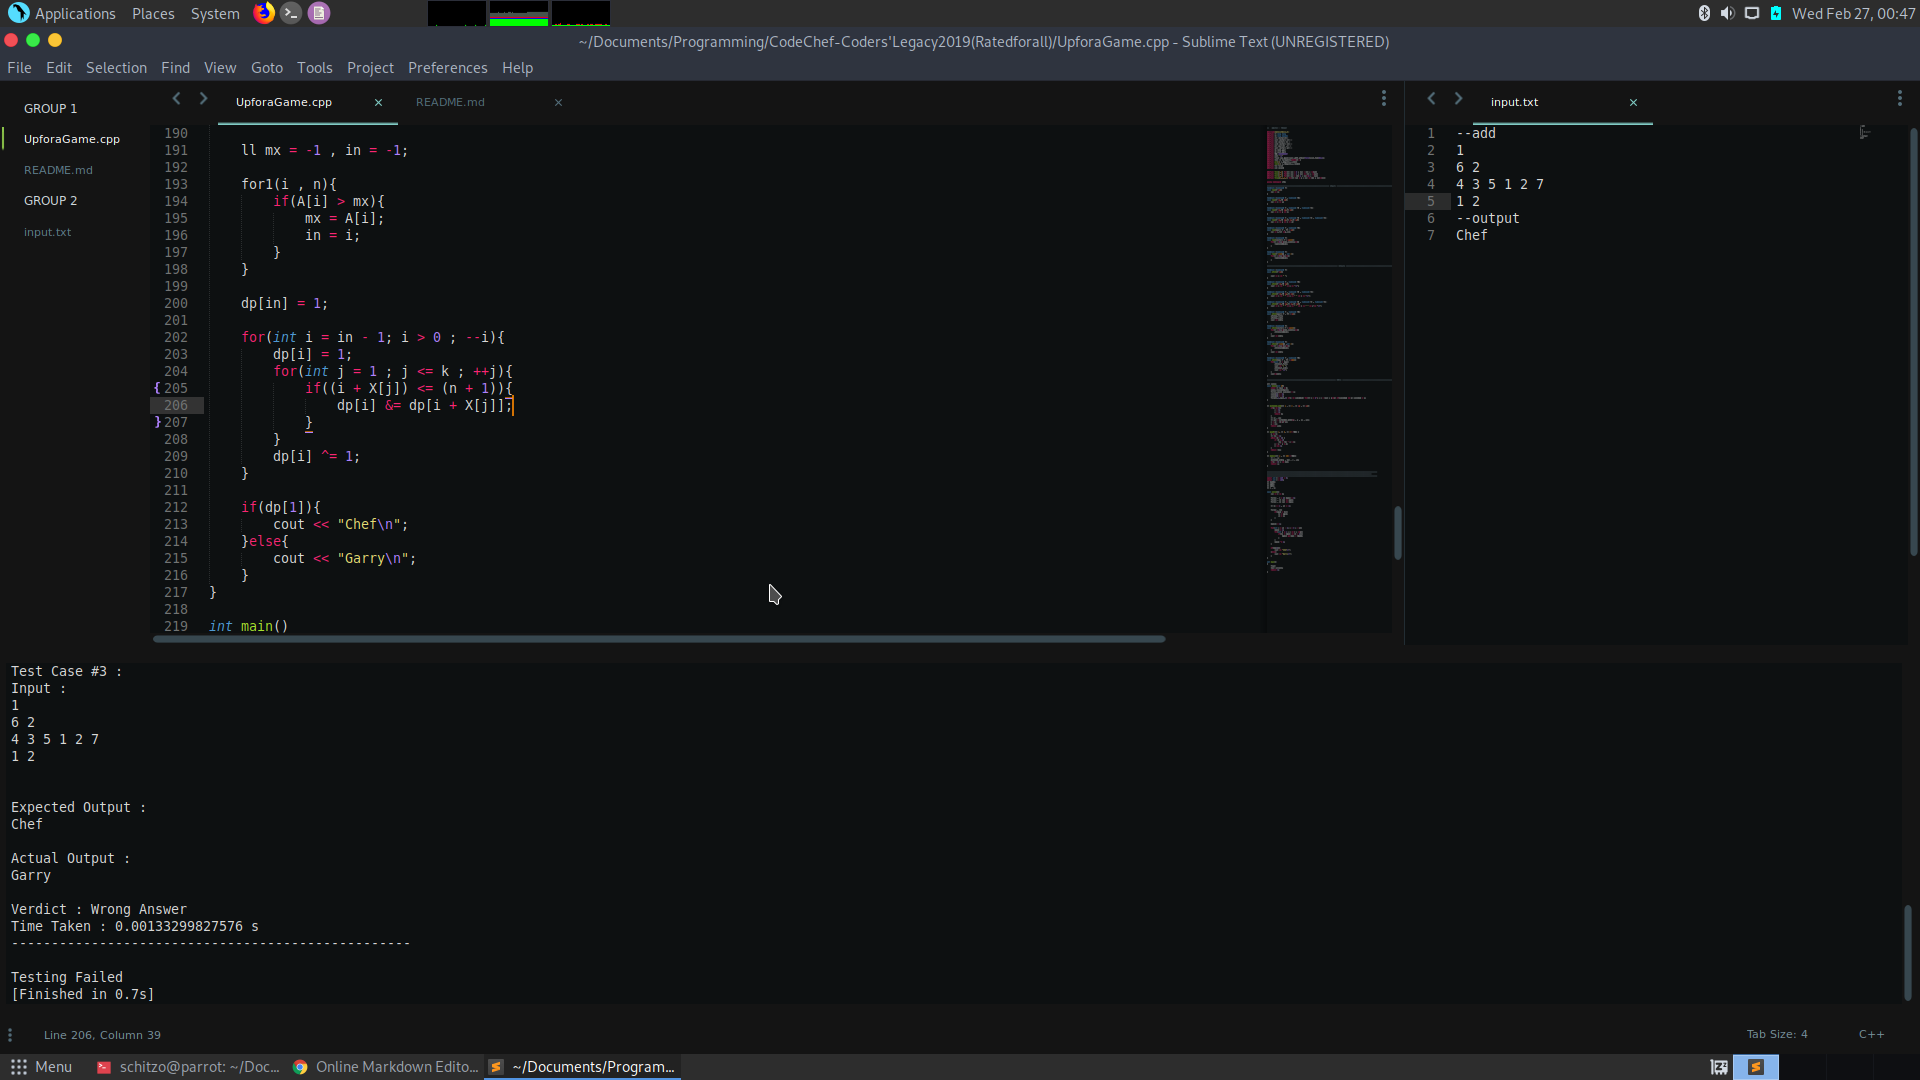 Applications Places System Wed Feb 27, 00:47
~/Documents/Programming/CodeChef-Coders'Legacy2019(Ratedforall)/UpforaGame.cpp - Sublime Text (UNREGISTERED)
File Edit Selection Find View Goto Tools Project Preferences Help
GROUP 1
UpforaGame.cpp
README.md
GROUP 2
input.txt
UpforaGame.cpp × README.md ×
190
191 ll mx = -1 , in = -1;
192
193 for1(i , n){
194 if(A[i] > mx){
195 mx = A[i];
196 in = i;
197 }
198 }
199
200 dp[in] = 1;
201
202 for(int i = in - 1; i > 0 ; --i){
203 dp[i] = 1;
204 for(int j = 1 ; j <= k ; ++j){
{ 205 if((i + X[j]) <= (n + 1)){
206 dp[i] &= dp[i + X[j]];
} 207 }
208 }
209 dp[i] ^= 1;
210 }
211
212 if(dp[1]){
213 cout << "Chef\n";
214 }else{
215 cout << "Garry\n";
216 }
217 }
218
219 int main()
input.txt ×
1 --add
2 1
3 6 2
4 4 3 5 1 2 7
5 1 2
6 --output
7 Chef
Test Case #3 :
Input :
1
6 2
4 3 5 1 2 7
1 2
Expected Output :
Chef
Actual Output :
Garry
Verdict : Wrong Answer
Time Taken : 0.00133299827576 s
--------------------------------------------------
Testing Failed
[Finished in 0.7s]
Line 206, Column 39 Tab Size: 4 C++
Menu schitzo@parrot: ~/Doc... Online Markdown Edito... ~/Documents/Program...